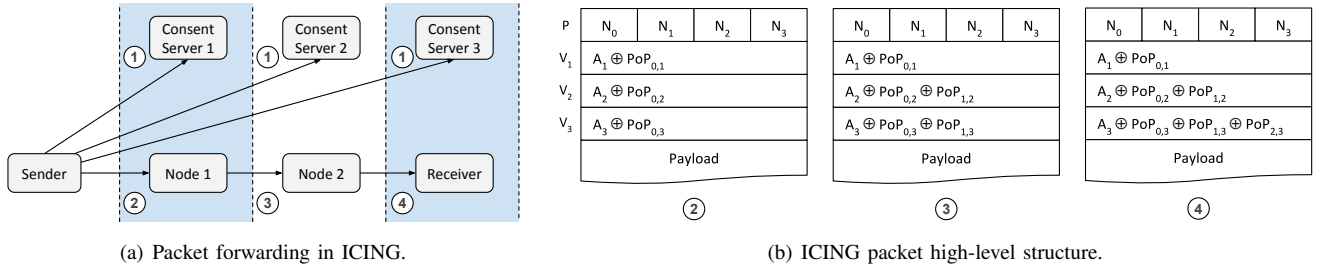 Consent Server 1
Consent Server 2
Consent Server 3
1
1
1
Sender
Node 1
Node 2
Receiver
2
3
4
(a) Packet forwarding in ICING.
P N₀ N₁ N₂ N₃
V₁ A₁ ⊕ PoP₀,₁
V₂ A₂ ⊕ PoP₀,₂
V₃ A₃ ⊕ PoP₀,₃
Payload
2
N₀ N₁ N₂ N₃
A₁ ⊕ PoP₀,₁
A₂ ⊕ PoP₀,₂ ⊕ PoP₁,₂
A₃ ⊕ PoP₀,₃ ⊕ PoP₁,₃
Payload
3
N₀ N₁ N₂ N₃
A₁ ⊕ PoP₀,₁
A₂ ⊕ PoP₀,₂ ⊕ PoP₁,₂
A₃ ⊕ PoP₀,₃ ⊕ PoP₁,₃ ⊕ PoP₂,₃
Payload
4
(b) ICING packet high-level structure.